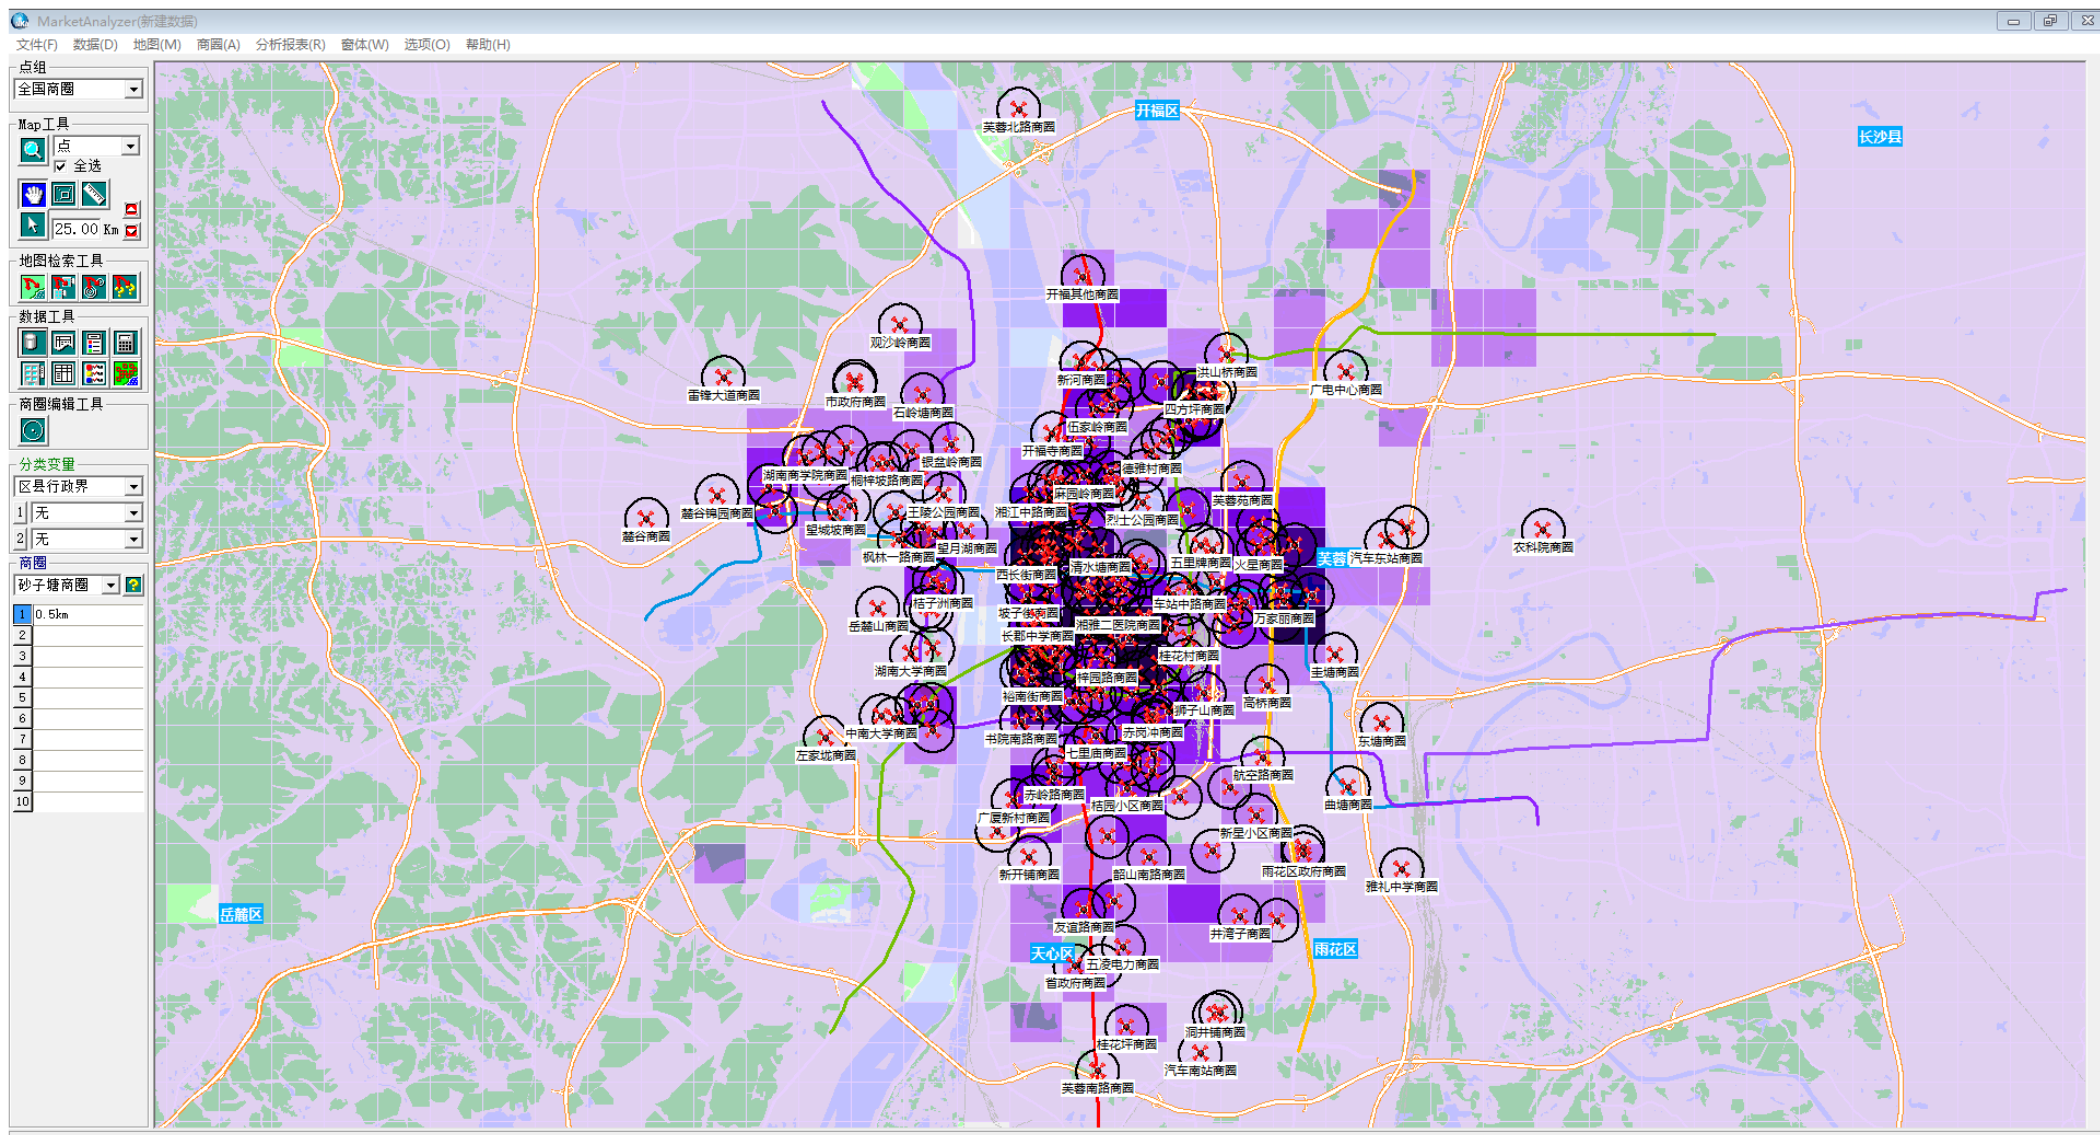 MarketAnalyzer(新建数据)
文件(F) 数据(D) 地图(M) 商圈(A) 分析报表(R) 窗体(W) 选项(O) 帮助(H)
点组
全国商圈
Map工具
点
全选
25.00 Km
地图检索工具
数据工具
商圈编辑工具
分类变量
区县行政界
1 无
2 无
商圈
砂子塘商圈
1 0.5km
2
3
4
5
6
7
8
9
10
开福区
芙蓉北路商圈
长沙县
开福其他商圈
观沙岭商圈
洪山桥商圈
新河商圈
广电中心商圈
雷锋大道商圈
市政府商圈
石岭塘商圈
四方坪商圈
伍家岭商圈
开福寺商圈
银盆岭商圈
德雅村商圈
湖南商学院商圈
桐梓坡路商圈
麻园岭商圈
芙蓉苑商圈
麓谷锦园商圈
王陵公园商圈
湘江中路商圈
烈士公园商圈
麓谷商圈
望城坡商圈
望月湖商圈
农科院商圈
枫林一路商圈
芙蓉
汽车东站商圈
西长街商圈
清水塘商圈
五里牌商圈
火星商圈
桔子洲商圈
坡子街商圈
车站中路商圈
岳麓山商圈
湘雅二医院商圈
万家丽商圈
长郡中学商圈
桂花村商圈
湖南大学商圈
圭塘商圈
梓园路商圈
裕南街商圈
高桥商圈
狮子山商圈
中南大学商圈
书院南路商圈
赤岗冲商圈
东塘商圈
左家垅商圈
七里庙商圈
航空路商圈
赤岭路商圈
桔园小区商圈
曲塘商圈
广厦新村商圈
新星小区商圈
新开铺商圈
韶山南路商圈
雨花区政府商圈
雅礼中学商圈
岳麓区
友谊路商圈
井湾子商圈
天心区
雨花区
五凌电力商圈
省政府商圈
洞井铺商圈
桂花坪商圈
汽车南站商圈
芙蓉南路商圈